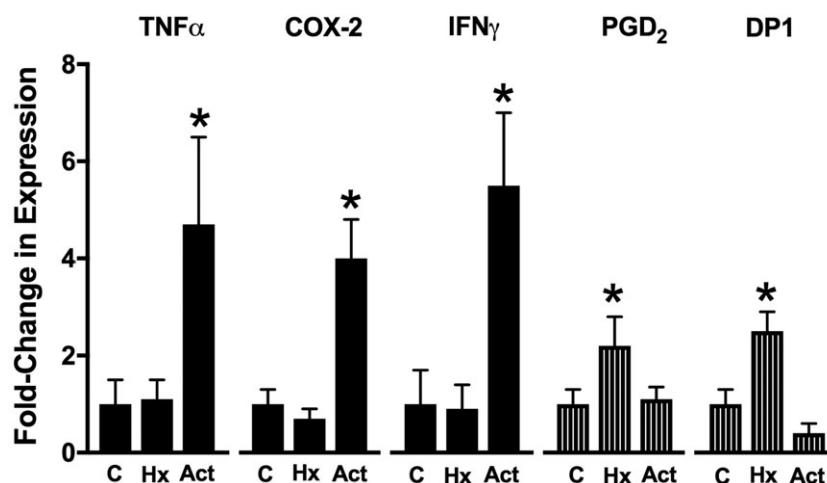 TNFα COX-2 IFNγ PGD₂ DP1
Fold-Change in Expression
8
6
4
2
0
* * * * *
C Hx Act C Hx Act C Hx Act C Hx Act C Hx Act